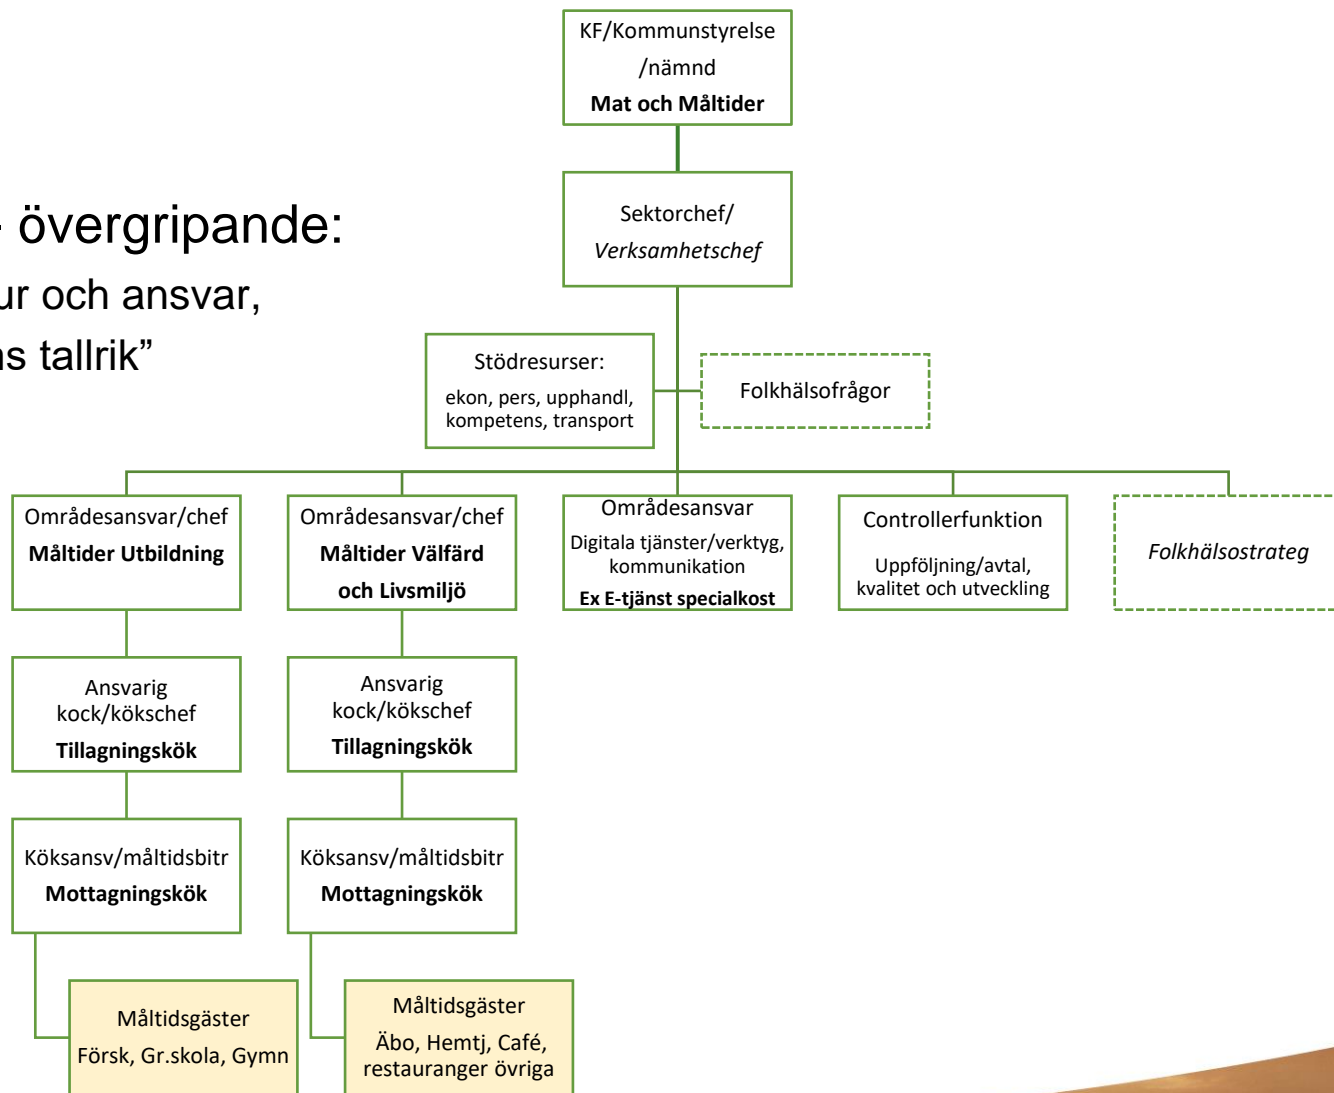 KF/Kommunstyrelse
/nämnd
Mat och Måltider
övergripande:
ur och ansvar,
ns tallrik”
Sektorchef/
Verksamhetschef
Stödresurser:
ekon, pers, upphandl,
kompetens, transport
Folkhälsofrågor
Områdesansvar/chef
Måltider Utbildning
Områdesansvar/chef
Måltider Välfärd
och Livsmiljö
Områdesansvar
Digitala tjänster/verktyg,
kommunikation
Ex E-tjänst specialkost
Controllerfunktion
Uppföljning/avtal,
kvalitet och utveckling
Folkhälsostrateg
Ansvarig
kock/kökschef
Tillagningskök
Ansvarig
kock/kökschef
Tillagningskök
Köksansv/måltidsbitr
Mottagningskök
Köksansv/måltidsbitr
Mottagningskök
Måltidsgäster
Försk, Gr.skola, Gymn
Måltidsgäster
Äbo, Hemtj, Café,
restauranger övriga